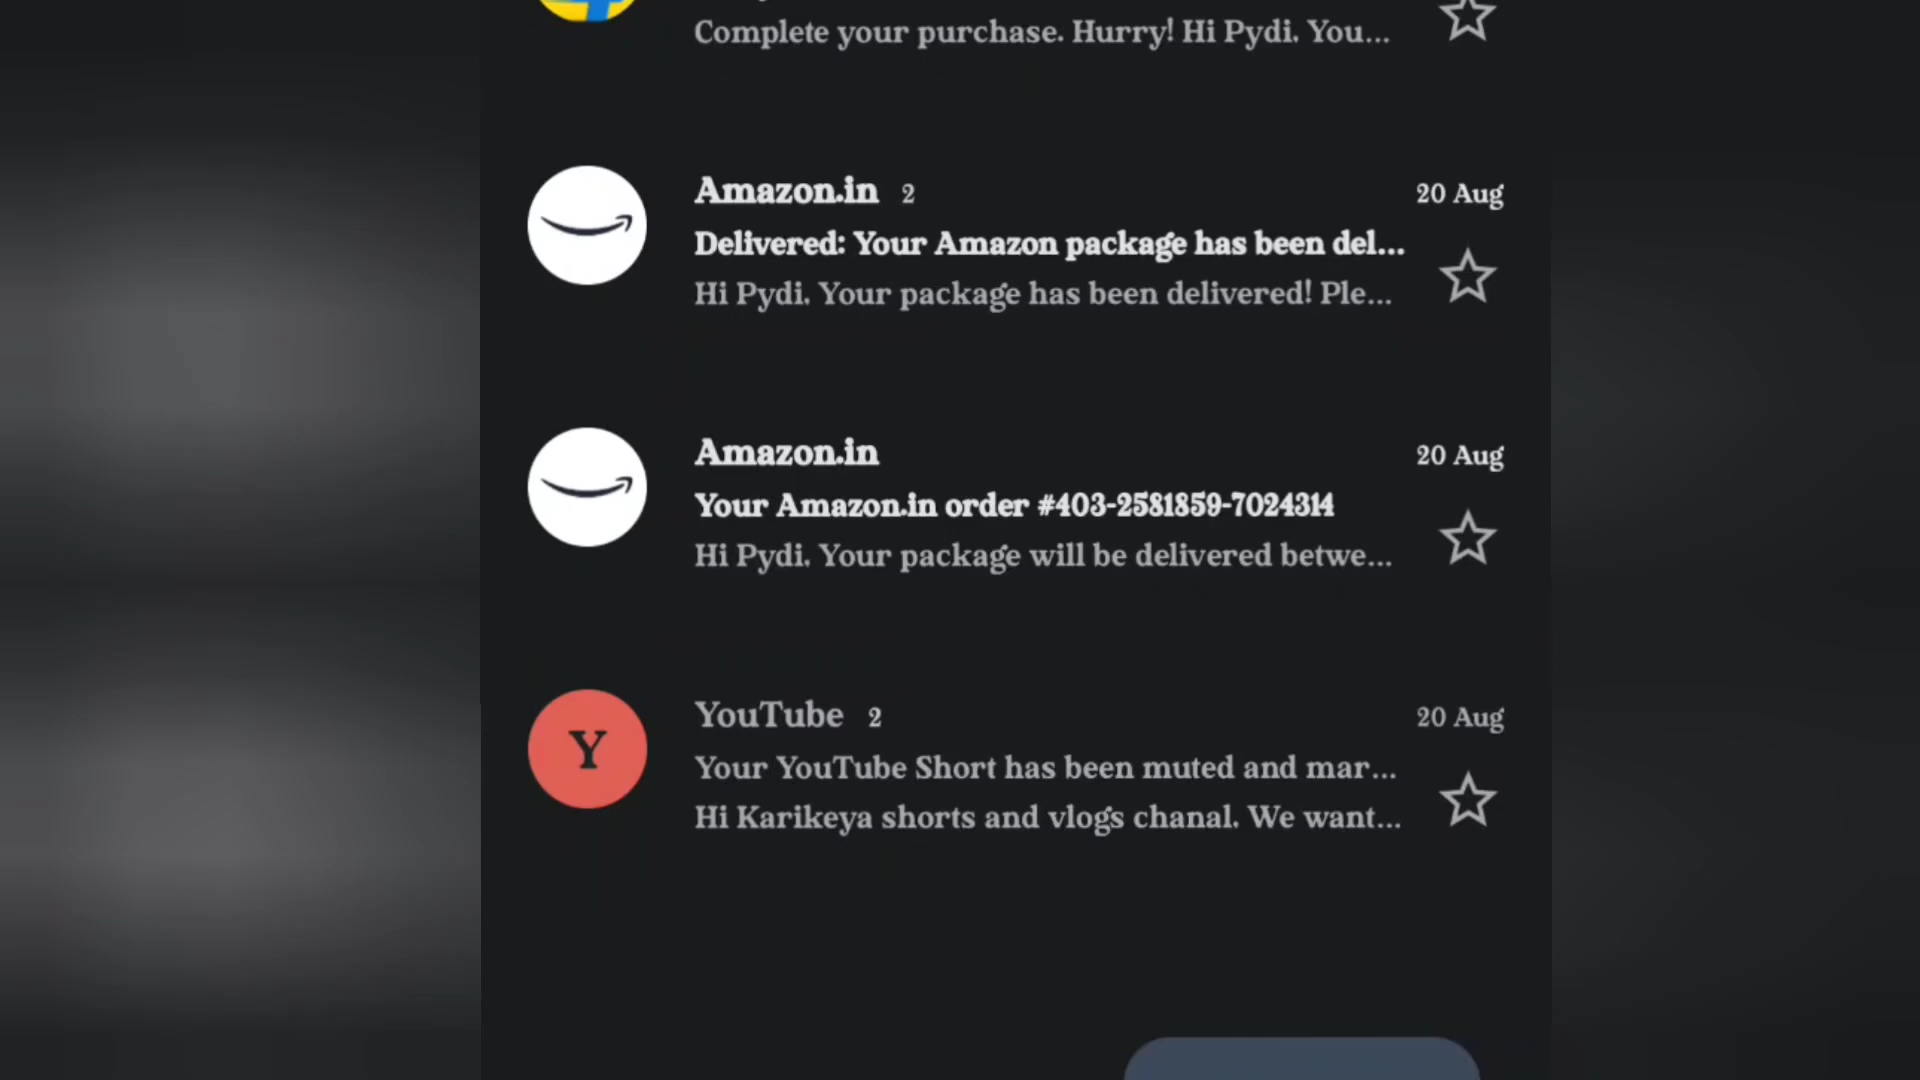 Complete your purchase. Hurry! Hi Pydi. You...
Amazon.in 2
20 Aug
Delivered: Your Amazon package has been del...
Hi Pydi. Your package has been delivered! Ple...
Amazon.in
20 Aug
Your Amazon.in order #403-2581859-7024314
Hi Pydi. Your package will be delivered betwe...
Y
YouTube 2
20 Aug
Your YouTube Short has been muted and mar...
Hi Karikeya shorts and vlogs chanal. We want...